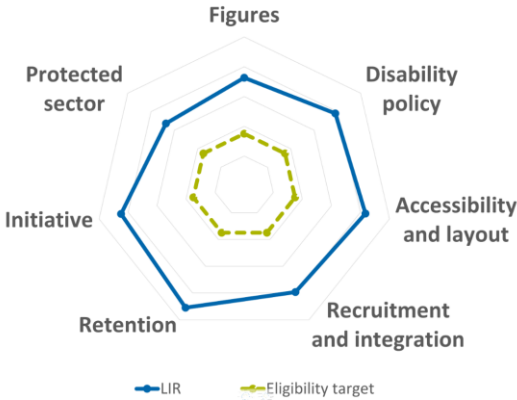 Figures
Protected
sector
Disability
policy
Initiative
Accessibility
and layout
Retention
Recruitment
and integration
LIR
Eligibility target